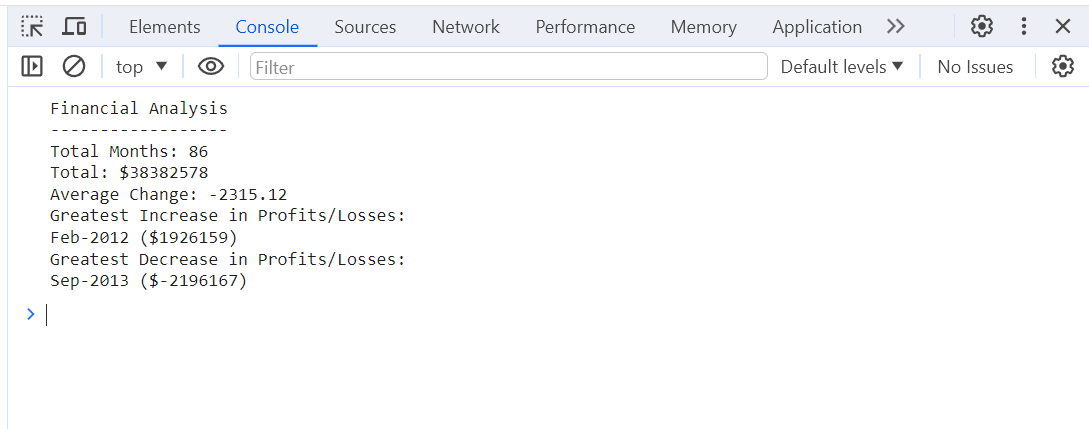 Elements Console Sources Network Performance Memory Application
top Filter Default levels No Issues
Financial Analysis
------------------
Total Months: 86
Total: $38382578
Average Change: -2315.12
Greatest Increase in Profits/Losses:
Feb-2012 ($1926159)
Greatest Decrease in Profits/Losses:
Sep-2013 ($-2196167)